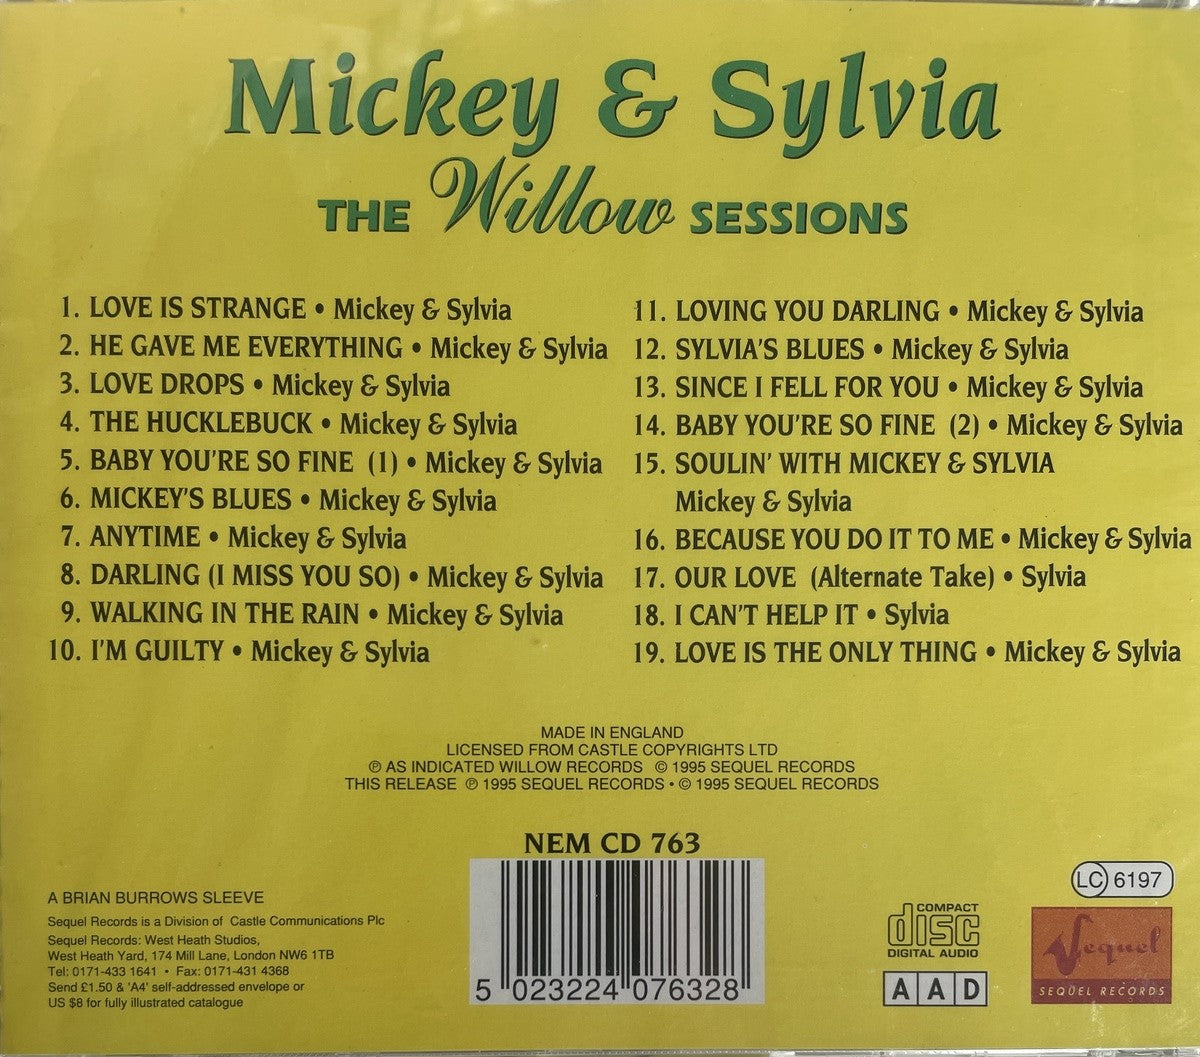 Mickey & Sylvia
THE Willow SESSIONS
1. LOVE IS STRANGE • Mickey & Sylvia
2. HE GAVE ME EVERYTHING • Mickey & Sylvia
3. LOVE DROPS • Mickey & Sylvia
4. THE HUCKLEBUCK • Mickey & Sylvia
5. BABY YOU'RE SO FINE (1) • Mickey & Sylvia
6. MICKEY'S BLUES • Mickey & Sylvia
7. ANYTIME • Mickey & Sylvia
8. DARLING (I MISS YOU SO) • Mickey & Sylvia
9. WALKING IN THE RAIN • Mickey & Sylvia
10. I'M GUILTY • Mickey & Sylvia
11. LOVING YOU DARLING • Mickey & Sylvia
12. SYLVIA'S BLUES • Mickey & Sylvia
13. SINCE I FELL FOR YOU • Mickey & Sylvia
14. BABY YOU'RE SO FINE (2) • Mickey & Sylvia
15. SOULIN' WITH MICKEY & SYLVIA
Mickey & Sylvia
16. BECAUSE YOU DO IT TO ME • Mickey & Sylvia
17. OUR LOVE (Alternate Take) • Sylvia
18. I CAN'T HELP IT • Sylvia
19. LOVE IS THE ONLY THING • Mickey & Sylvia
MADE IN ENGLAND
LICENSED FROM CASTLE COPYRIGHTS LTD
℗ AS INDICATED WILLOW RECORDS © 1995 SEQUEL RECORDS
THIS RELEASE ℗ 1995 SEQUEL RECORDS • © 1995 SEQUEL RECORDS
NEM CD 763
5 023224 076328
A BRIAN BURROWS SLEEVE
Sequel Records is a Division of Castle Communications Plc
Sequel Records: West Heath Studios,
West Heath Yard, 174 Mill Lane, London NW6 1TB
Tel: 0171-433 1641 • Fax: 0171-431 4368
Send £1.50 & 'A4' self-addressed envelope or
US $8 for fully illustrated catalogue
COMPACT
disc
DIGITAL AUDIO
AAD
LC 6197
Sequel
SEQUEL RECORDS